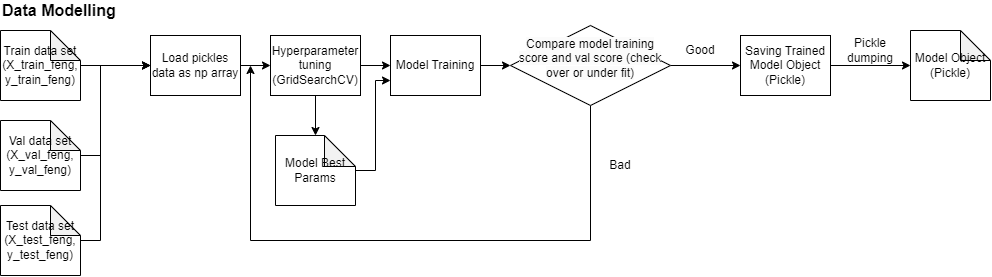 Data Modelling
Train data set
(X_train_feng,
y_train_feng)
Val data set
(X_val_feng,
y_val_feng)
Test data set
(X_test_feng,
y_test_feng)
Load pickles
data as np array
Hyperparameter
tuning
(GridSearchCV)
Model Best
Params
Model Training
Compare model training
score and val score (check
over or under fit)
Good
Bad
Saving Trained
Model Object
(Pickle)
Pickle
dumping
Model Object
(Pickle)